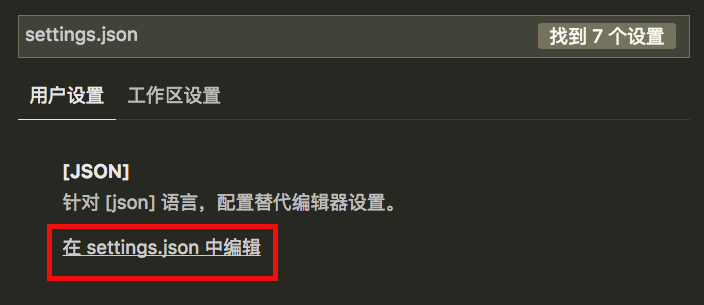 settings.json 找到 7 个设置
用户设置 工作区设置
[JSON]
针对 [json] 语言，配置替代编辑器设置。
在 settings.json 中编辑